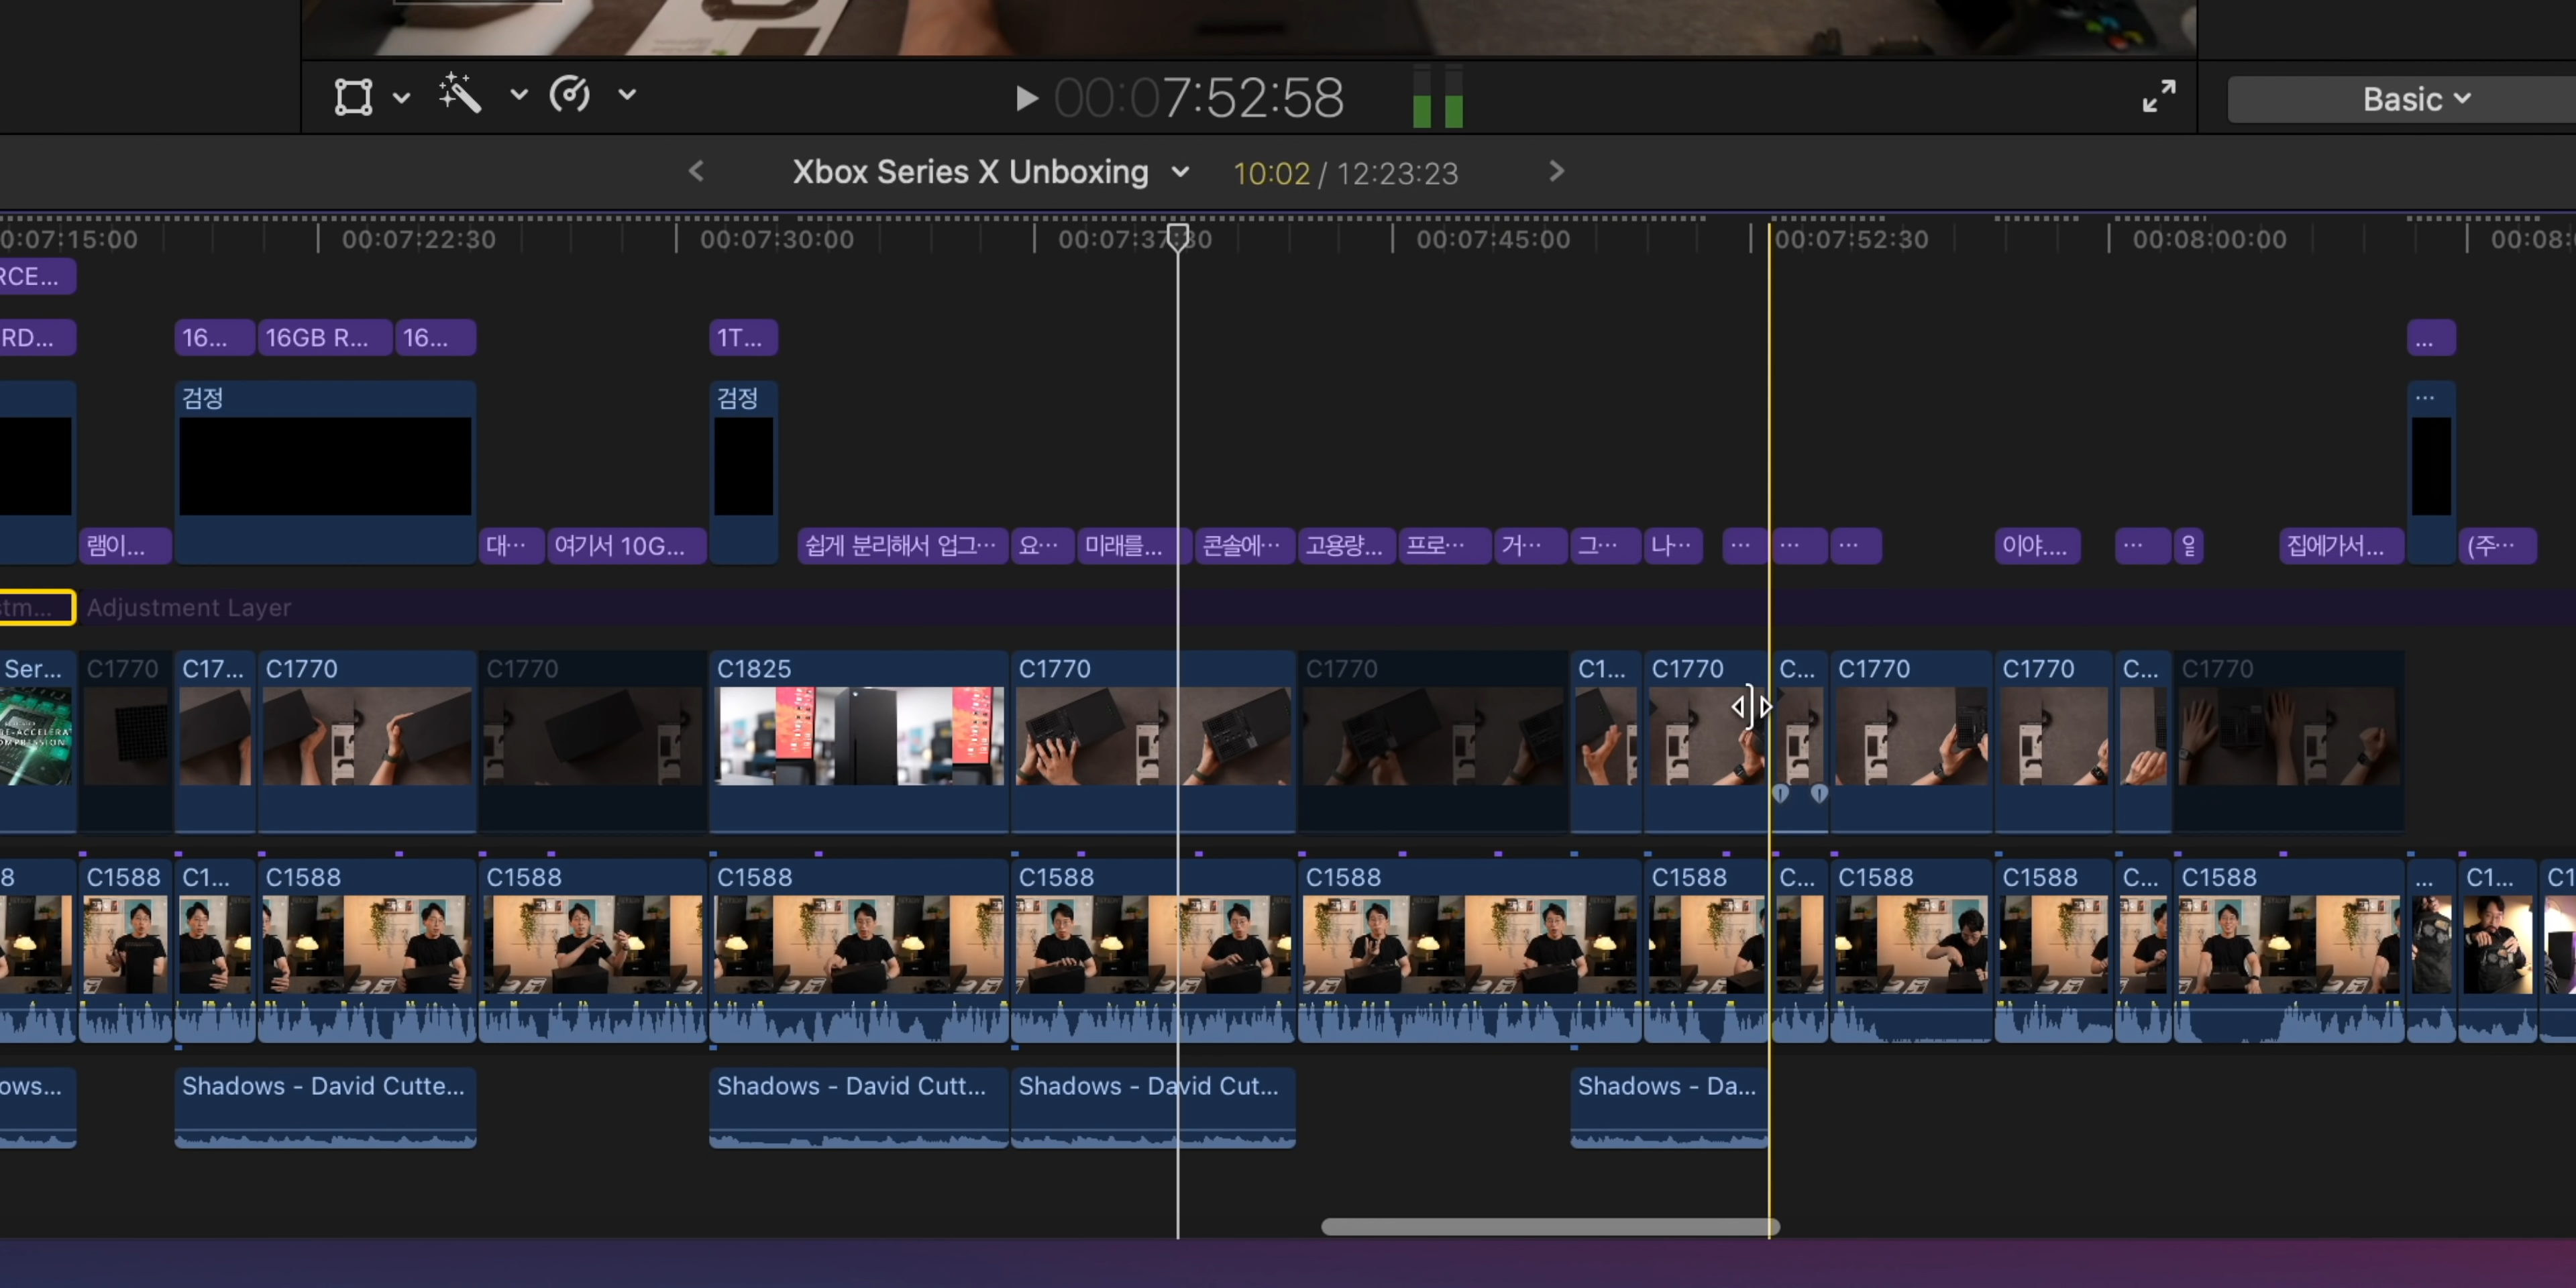 00:07:52:58
Basic
Xbox Series X Unboxing 10:02 / 12:23:23
0:07:15:00 00:07:22:30 00:07:30:00 00:07:37:30 00:07:45:00 00:07:52:30 00:08:00:00 00:08:
RCE...
RD... 16... 16GB R... 16... 1T... ...
검정 검정 ...
램이... 대... 여기서 10G... 쉽게 분리해서 업그... 요... 미래를... 콘솔에... 고용량... 프로... 거... 그... 나... ... ... ... 이야.... ... 일 집에가서... (주...
stm... Adjustment Layer
Ser... C1770 C17... C1770 C1770 C1825 C1770 C1770 C1... C1770 C... C1770 C1770 C... C1770
8 C1588 C1... C1588 C1588 C1588 C1588 C1588 C1588 C... C1588 C1588 C... C1588 ... C1... C1
ows... Shadows - David Cutte... Shadows - David Cutt... Shadows - David Cut... Shadows - Da...